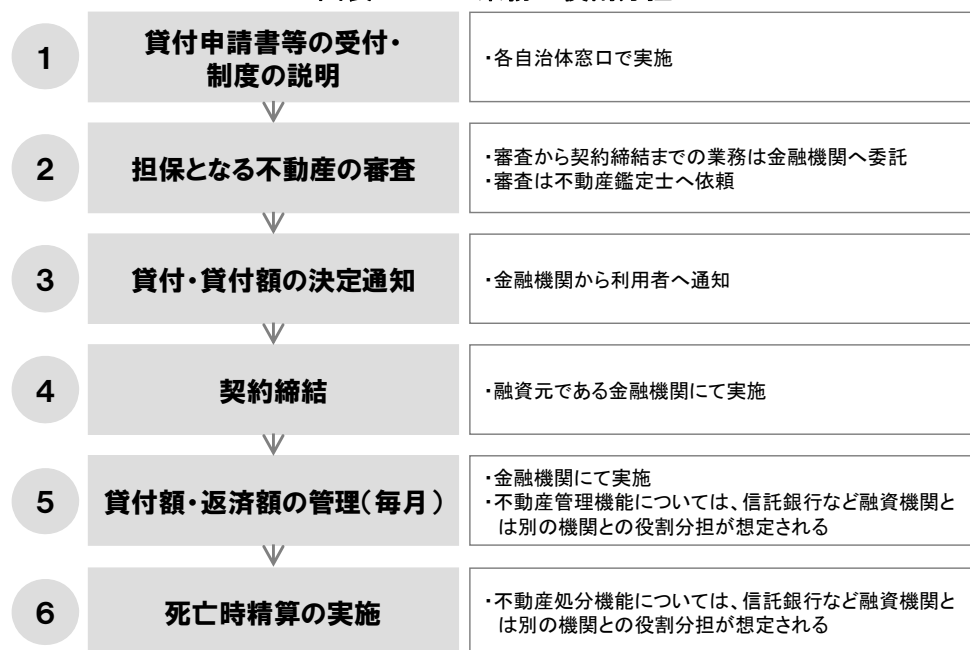 1
貸付申請書等の受付・
制度の説明
・各自治体窓口で実施
2
担保となる不動産の審査
・審査から契約締結までの業務は金融機関へ委託
・審査は不動産鑑定士へ依頼
3
貸付・貸付額の決定通知
・金融機関から利用者へ通知
4
契約締結
・融資元である金融機関にて実施
5
貸付額・返済額の管理(毎月)
・金融機関にて実施
・不動産管理機能については、信託銀行など融資機関と
は別の機関との役割分担が想定される
6
死亡時精算の実施
・不動産処分機能については、信託銀行など融資機関と
は別の機関との役割分担が想定される